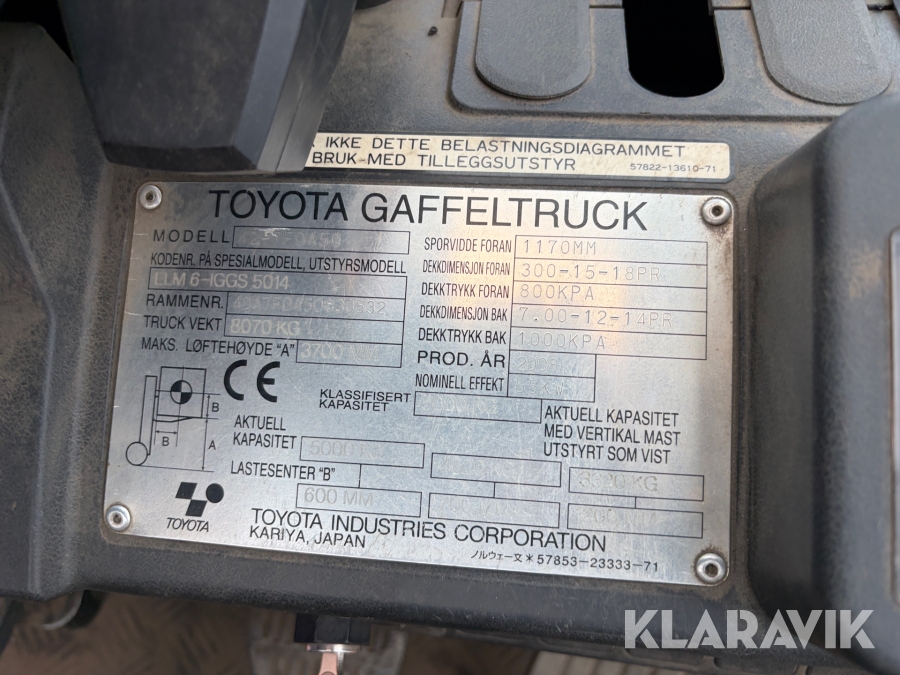 IKKE DETTE BELASTNINGSDIAGRAMMET
BRUK MED TILLEGGSUTSTYR 57822-13610-71
TOYOTA GAFFELTRUCK
MODELL
KODENR. PÅ SPESIALMODELL, UTSTYRSMODELL
LLM 6-IGGS 5014
RAMMENR.
TRUCK VEKT 8070 KG
MAKS. LØFTEHØYDE "A" 3700 MM
SPORVIDDE FORAN 1170MM
DEKKDIMENSJON FORAN 300-15-18PR
DEKKTRYKK FORAN 800KPA
DEKKDIMENSJON BAK 7.00-12-14PR
DEKKTRYKK BAK 1000KPA
PROD. ÅR
NOMINELL EFFEKT
CE
KLASSIFISERT
KAPASITET
B
B
A
AKTUELL
KAPASITET 5000
AKTUELL KAPASITET
MED VERTIKAL MAST
UTSTYRT SOM VIST
KG
LASTESENTER "B"
600 MM
TOYOTA
TOYOTA INDUSTRIES CORPORATION
KARIYA, JAPAN
ノルウェー文＊57853-23333-71
KLARAVIK